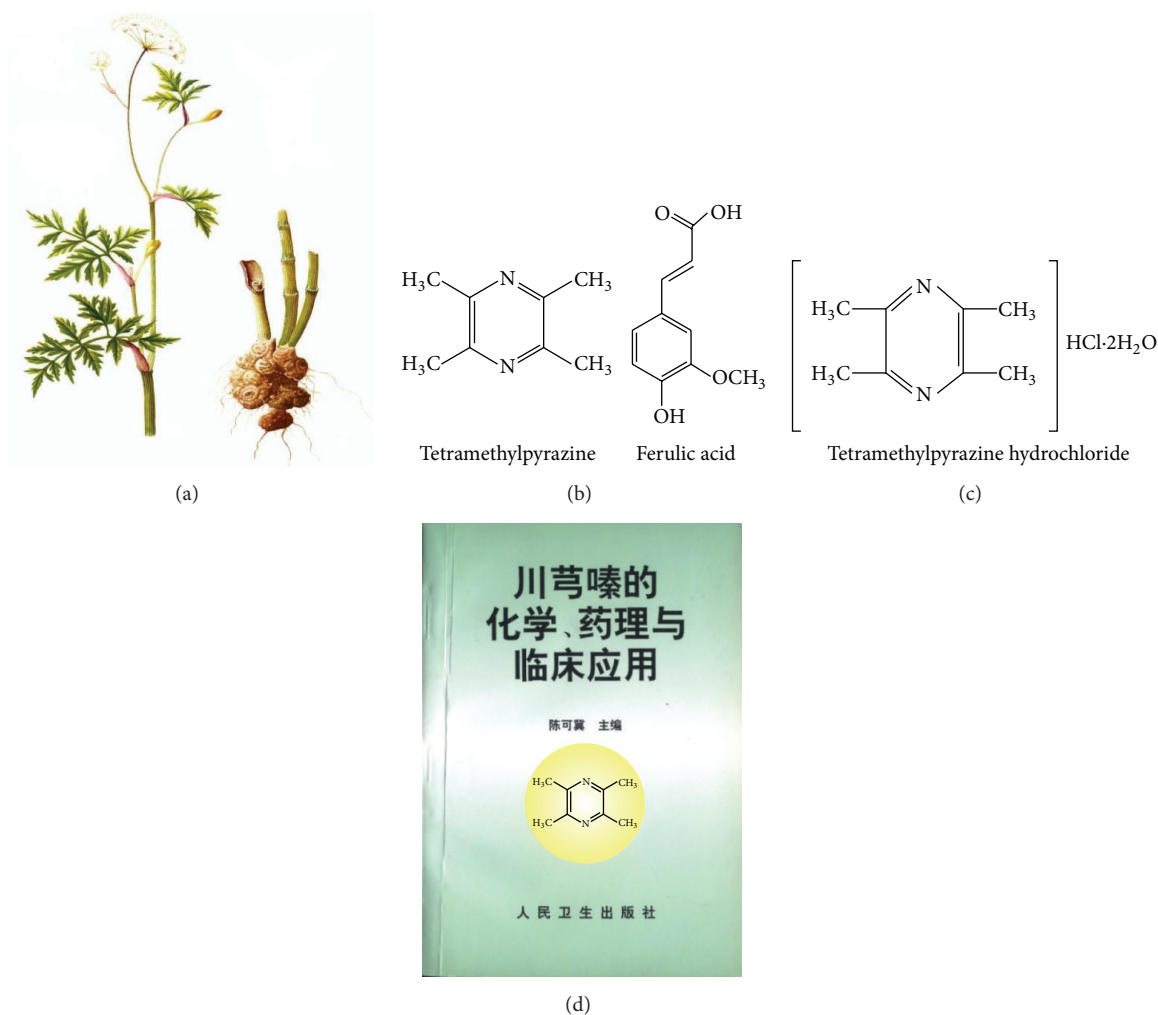 O OH
H₃C N CH₃
H₃C N CH₃
OCH₃
OH
Tetramethylpyrazine
Ferulic acid
H₃C N CH₃
H₃C N CH₃
HCl·2H₂O
Tetramethylpyrazine hydrochloride
(a)
(b)
(c)
川芎嗪的
化学、药理与
临床应用
陈可冀 主编
H₃C N CH₃
H₃C N CH₃
人民卫生出版社
(d)